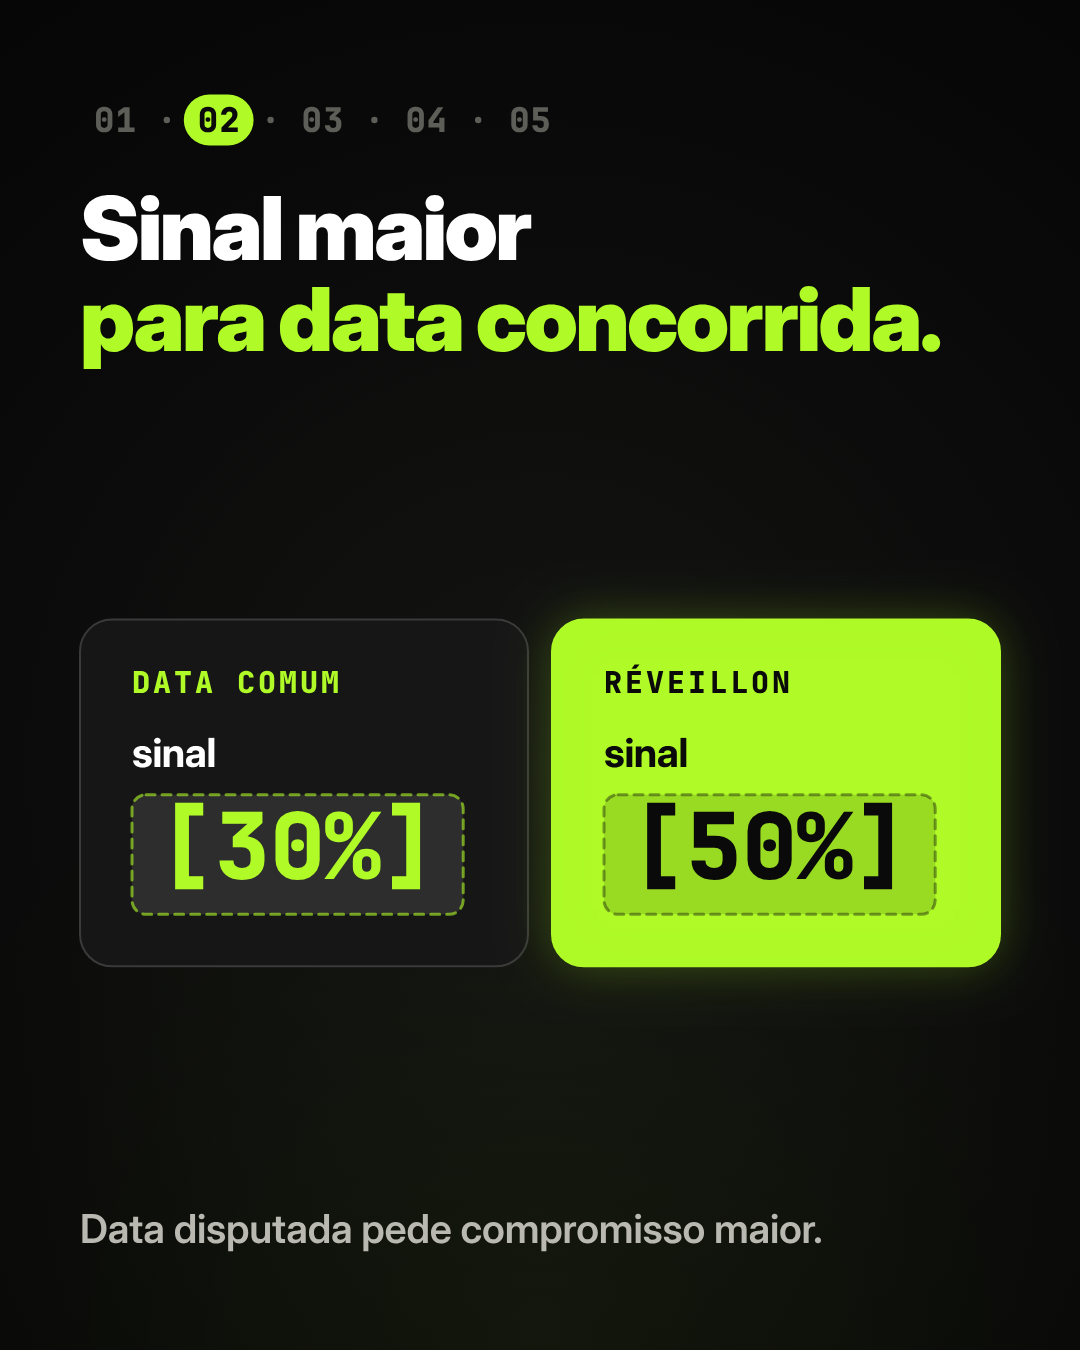 01 · 02 · 03 · 04 · 05
Sinal maior
para data concorrida.
DATA COMUM
sinal
[30%]
RÉVEILLON
sinal
[50%]
Data disputada pede compromisso maior.